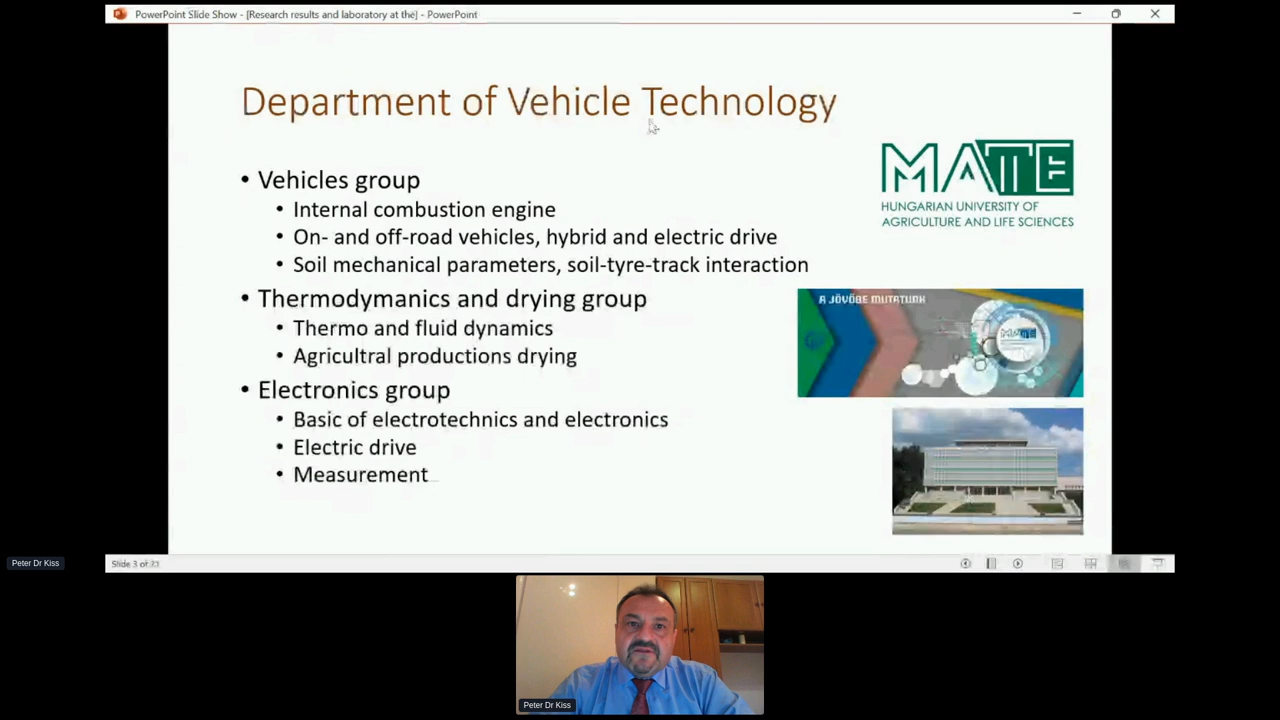 PowerPoint Slide Show - [Research results and laboratory at the] - PowerPoint
Department of Vehicle Technology
• Vehicles group
• Internal combustion engine
• On- and off-road vehicles, hybrid and electric drive
• Soil mechanical parameters, soil-tyre-track interaction
• Thermodymanics and drying group
• Thermo and fluid dynamics
• Agricultral productions drying
• Electronics group
• Basic of electrotechnics and electronics
• Electric drive
• Measurement
MATE
HUNGARIAN UNIVERSITY OF
AGRICULTURE AND LIFE SCIENCES
A JÖVŐBE MUTATUNK
MATE
Peter Dr Kiss
Slide 3 of 23
Peter Dr Kiss